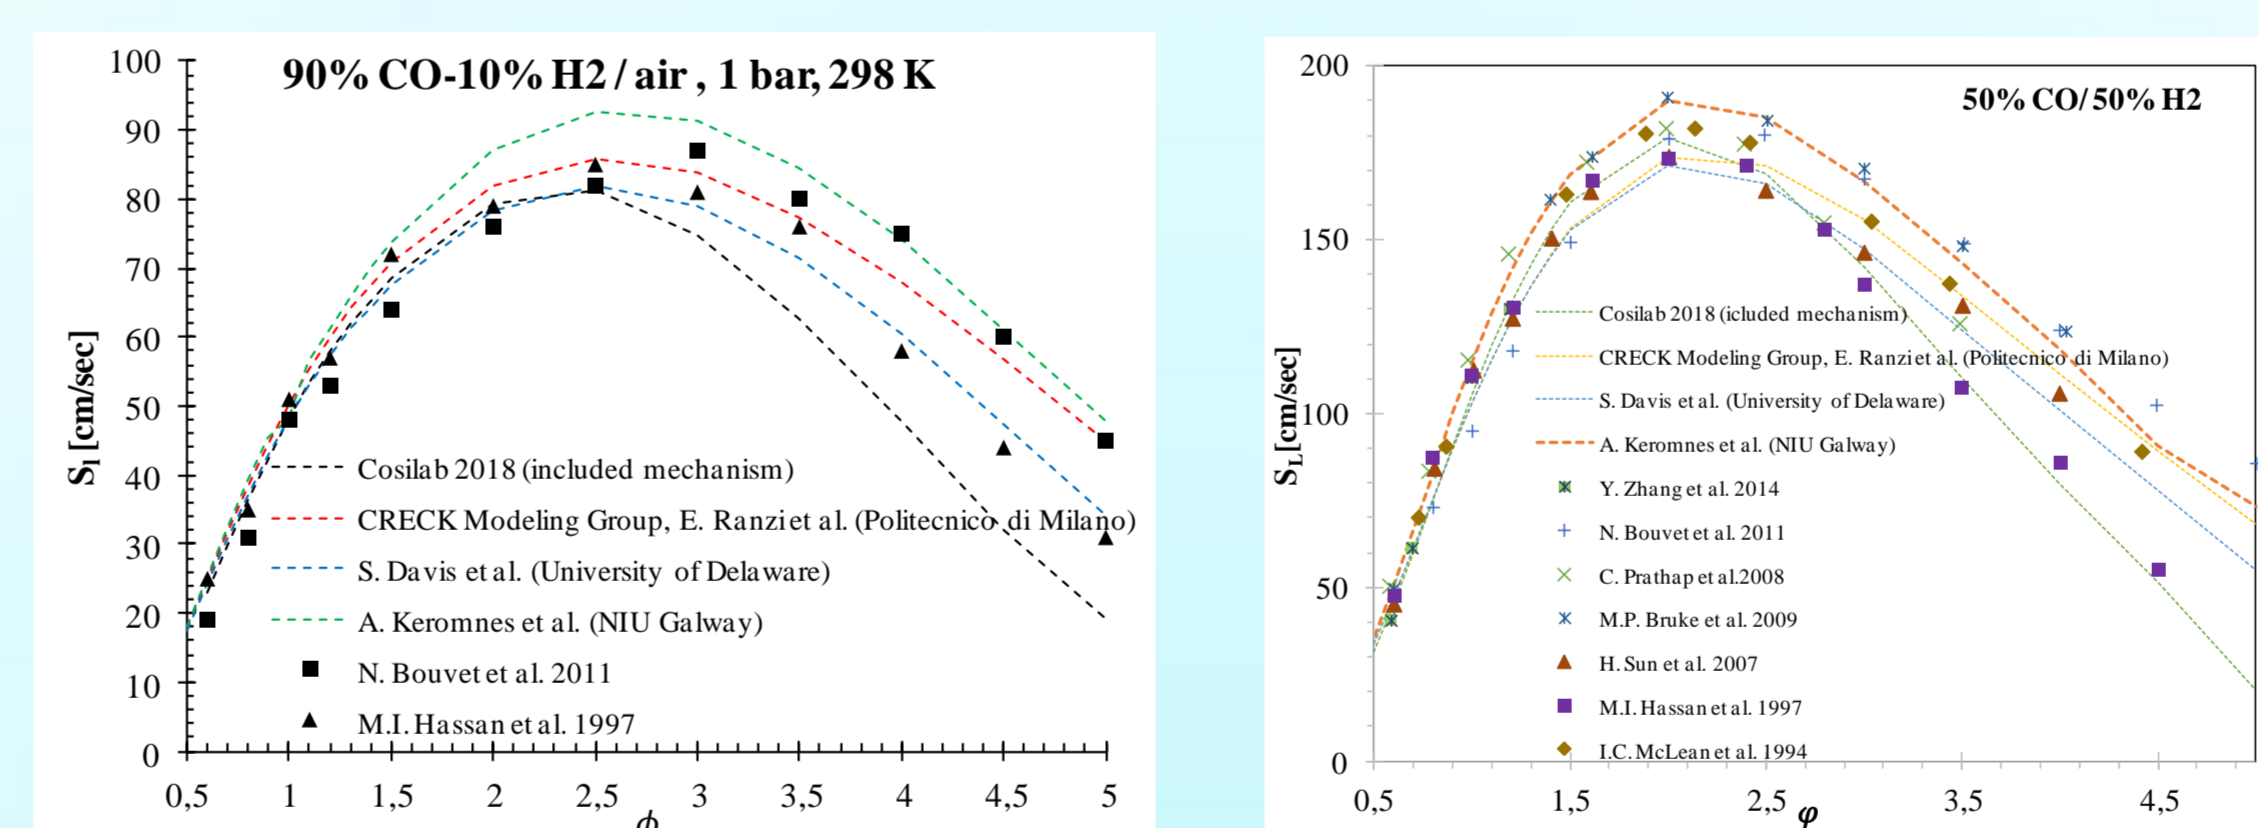 90% CO-10% H2 / air , 1 bar, 298 K
100
90
80
70
60
50
40
30
20
10
0
Sl [cm/sec]
Cosilab 2018 (included mechanism)
CRECK Modeling Group, E. Ranzi et al. (Politecnico di Milano)
S. Davis et al. (University of Delaware)
A. Keromnes et al. (NIU Galway)
N. Bouvet et al. 2011
M.I. Hassan et al. 1997
0,5 1 1,5 2 2,5 3 3,5 4 4,5 5
ϕ
50% CO/ 50% H2
200
150
100
50
0
SL [cm/sec]
Cosilab 2018 (icluded mechanism)
CRECK Modeling Group, E. Ranzi et al. (Politecnico di Milano)
S. Davis et al. (University of Delaware)
A. Keromnes et al. (NIU Galway)
Y. Zhang et al. 2014
N. Bouvet et al. 2011
C. Prathap et al.2008
M.P. Bruke et al. 2009
H. Sun et al. 2007
M.I. Hassan et al. 1997
I.C. McLean et al. 1994
0,5 1,5 2,5 3,5 4,5
φ